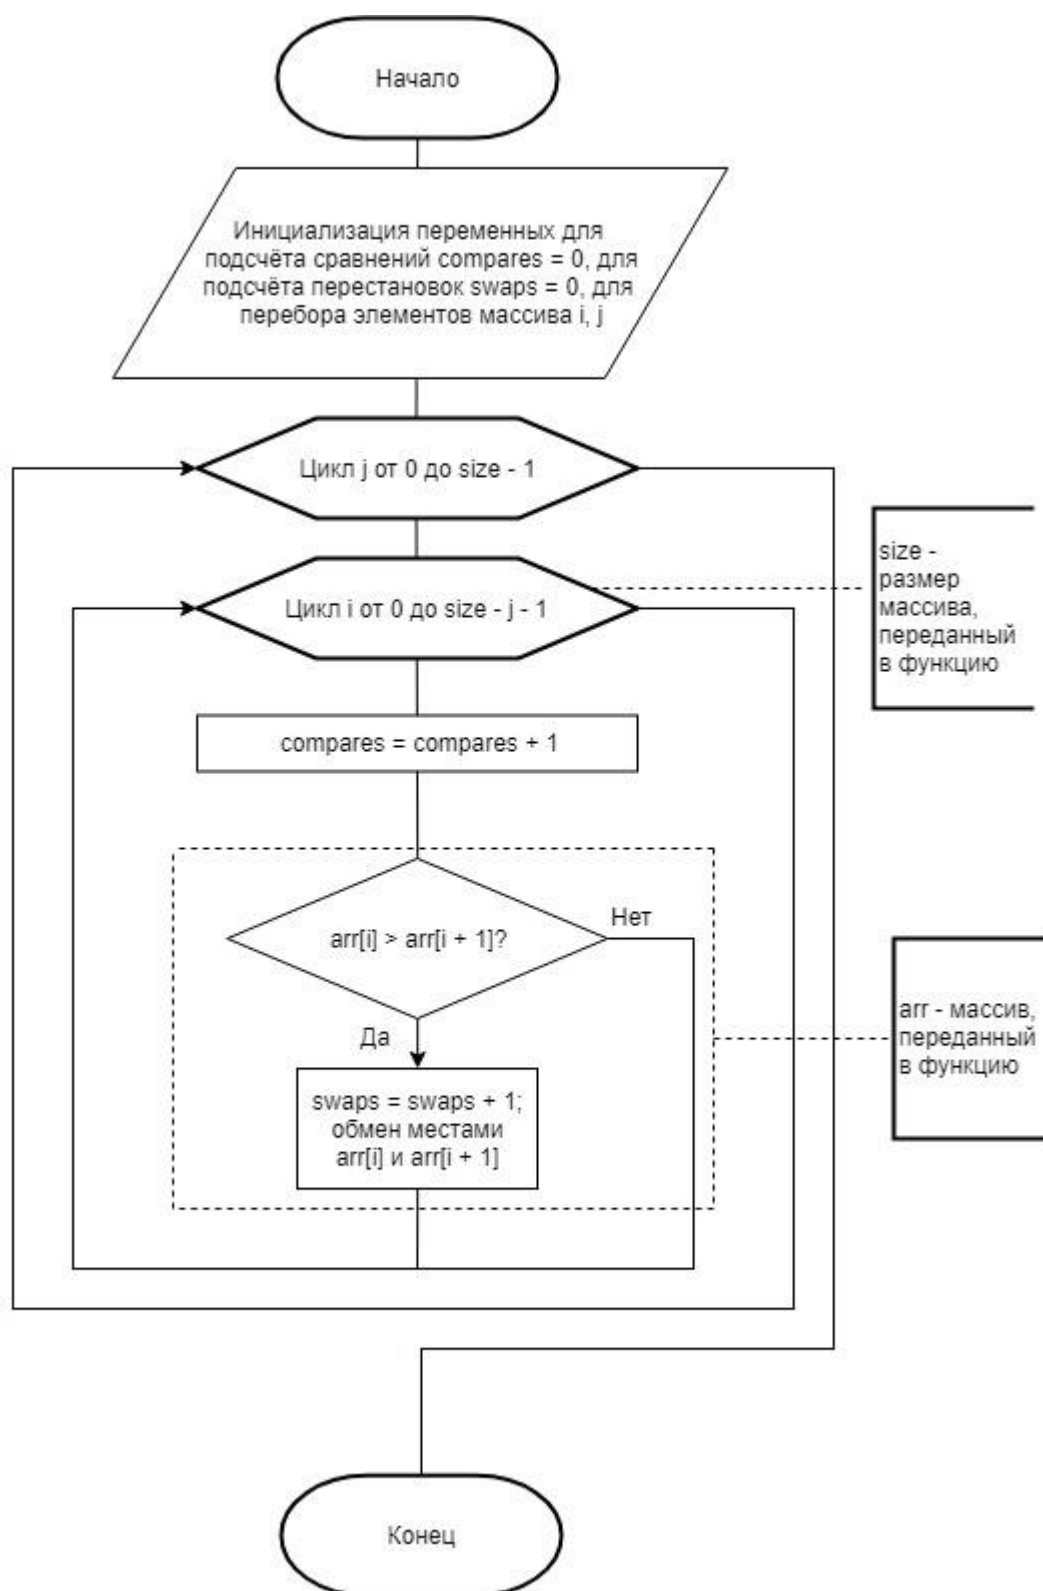 Начало
Инициализация переменных для
подсчёта сравнений compares = 0, для
подсчёта перестановок swaps = 0, для
перебора элементов массива i, j
Цикл j от 0 до size - 1
Цикл i от 0 до size - j - 1
size -
размер
массива,
переданный
в функцию
compares = compares + 1
arr[i] > arr[i + 1]?
Нет
Да
swaps = swaps + 1;
обмен местами
arr[i] и arr[i + 1]
arr - массив,
переданный
в функцию
Конец